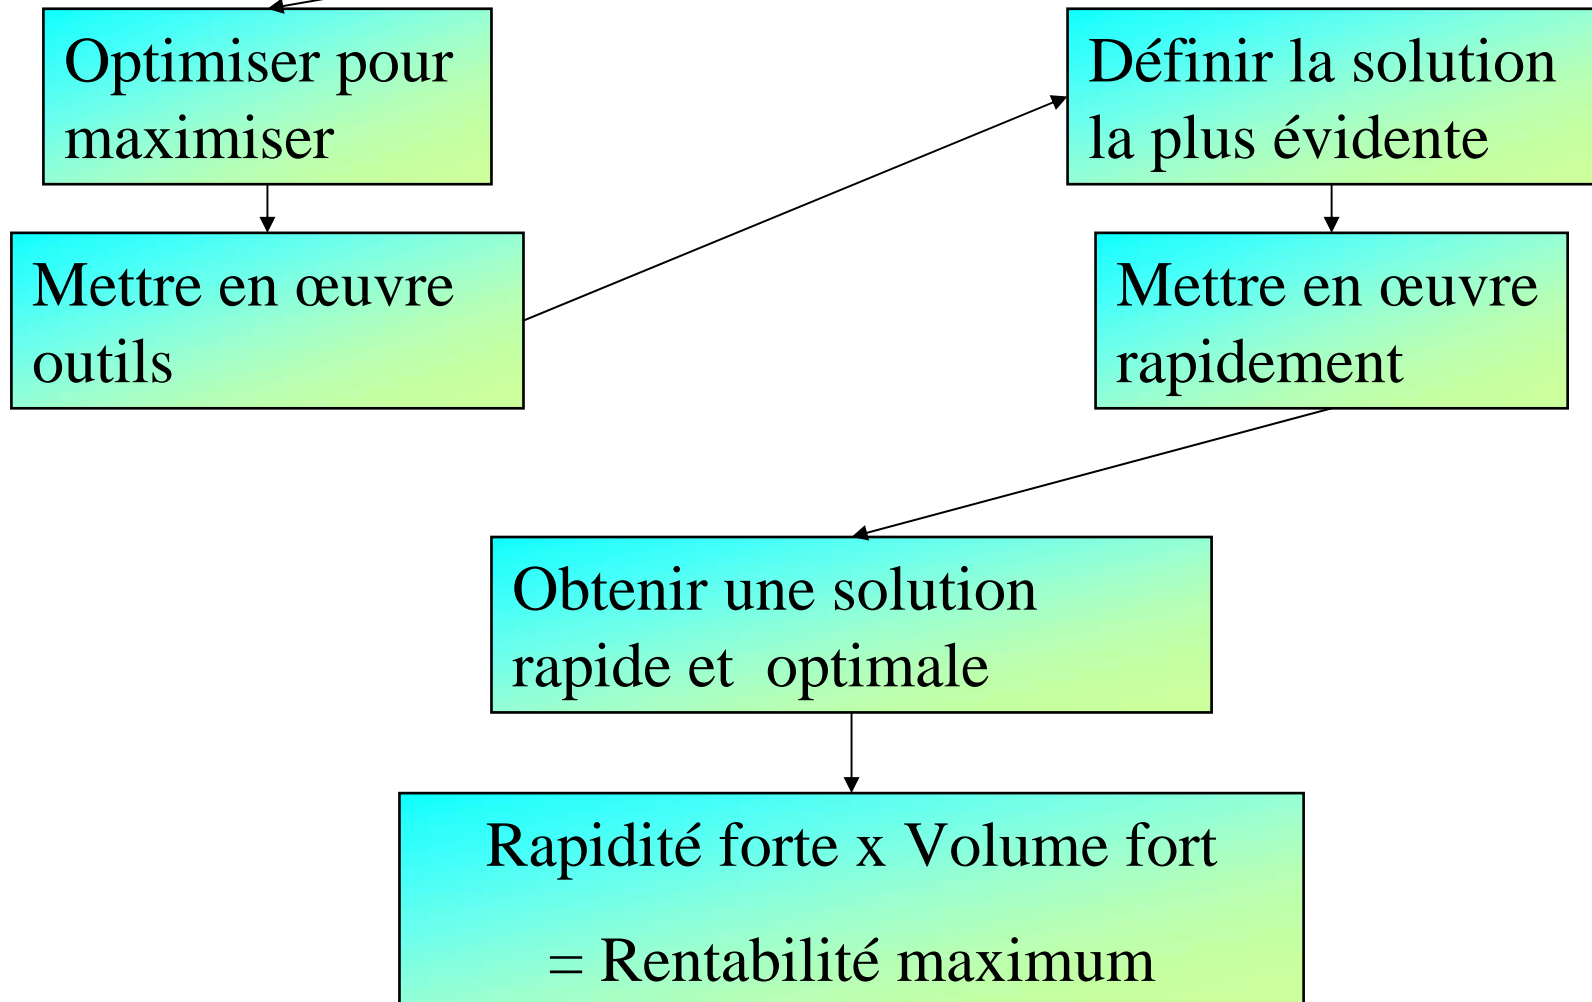 Optimiser pour
maximiser
Mettre en œuvre
outils
Définir la solution
la plus évidente
Mettre en œuvre
rapidement
Obtenir une solution
rapide et  optimale
Rapidité forte x Volume fort
= Rentabilité maximum